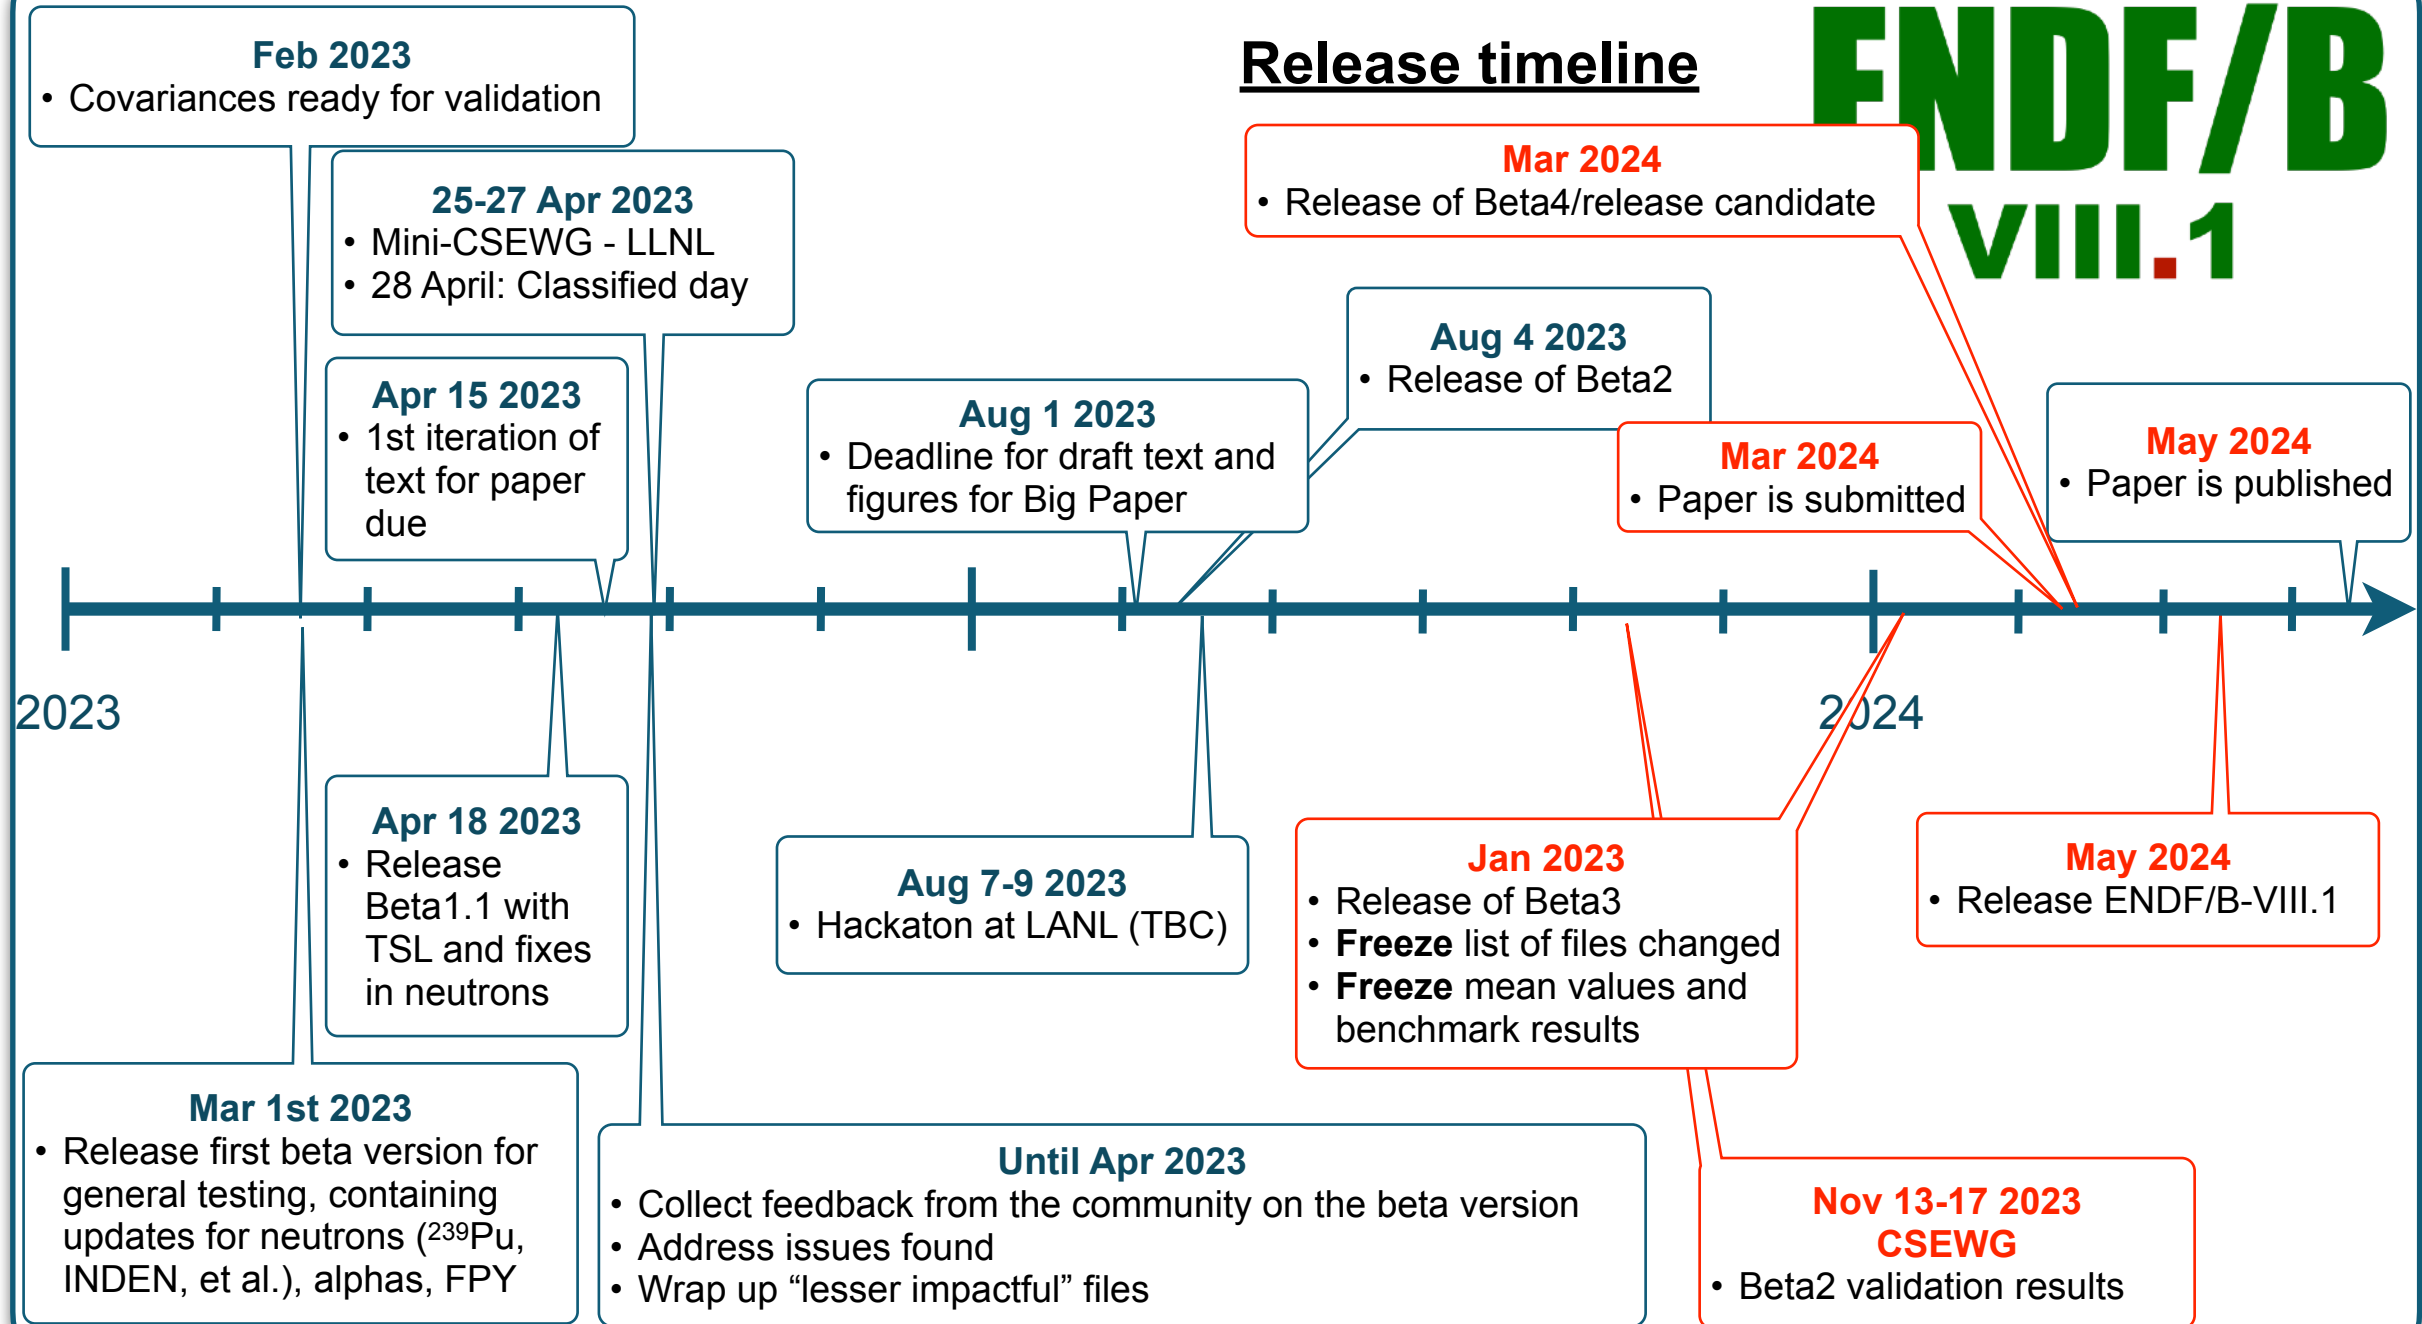 Release timeline
ENDF/B
VIII.1
Feb 2023
• Covariances ready for validation
25-27 Apr 2023
• Mini-CSEWG - LLNL
• 28 April: Classified day
Apr 15 2023
• 1st iteration of
text for paper
due
Aug 1 2023
• Deadline for draft text and
figures for Big Paper
Aug 4 2023
• Release of Beta2
Mar 2024
• Release of Beta4/release candidate
Mar 2024
• Paper is submitted
May 2024
• Paper is published
2023
2024
Mar 1st 2023
• Release first beta version for
general testing, containing
updates for neutrons (²³⁹Pu,
INDEN, et al.), alphas, FPY
Apr 18 2023
• Release
Beta1.1 with
TSL and fixes
in neutrons
Until Apr 2023
• Collect feedback from the community on the beta version
• Address issues found
• Wrap up “lesser impactful” files
Aug 7-9 2023
• Hackaton at LANL (TBC)
Jan 2023
• Release of Beta3
• Freeze list of files changed
• Freeze mean values and
benchmark results
Nov 13-17 2023
CSEWG
• Beta2 validation results
May 2024
• Release ENDF/B-VIII.1